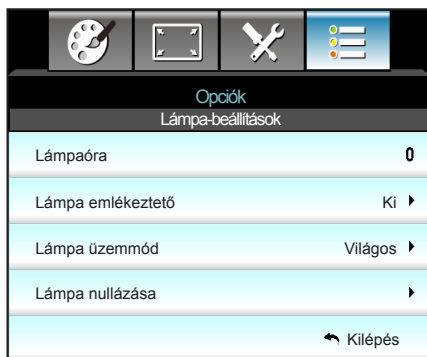 Opciók
Lámpa-beállítások
Lámpaóra 0
Lámpa emlékeztető Ki
Lámpa üzemmód Világos
Lámpa nullázása
Kilépés